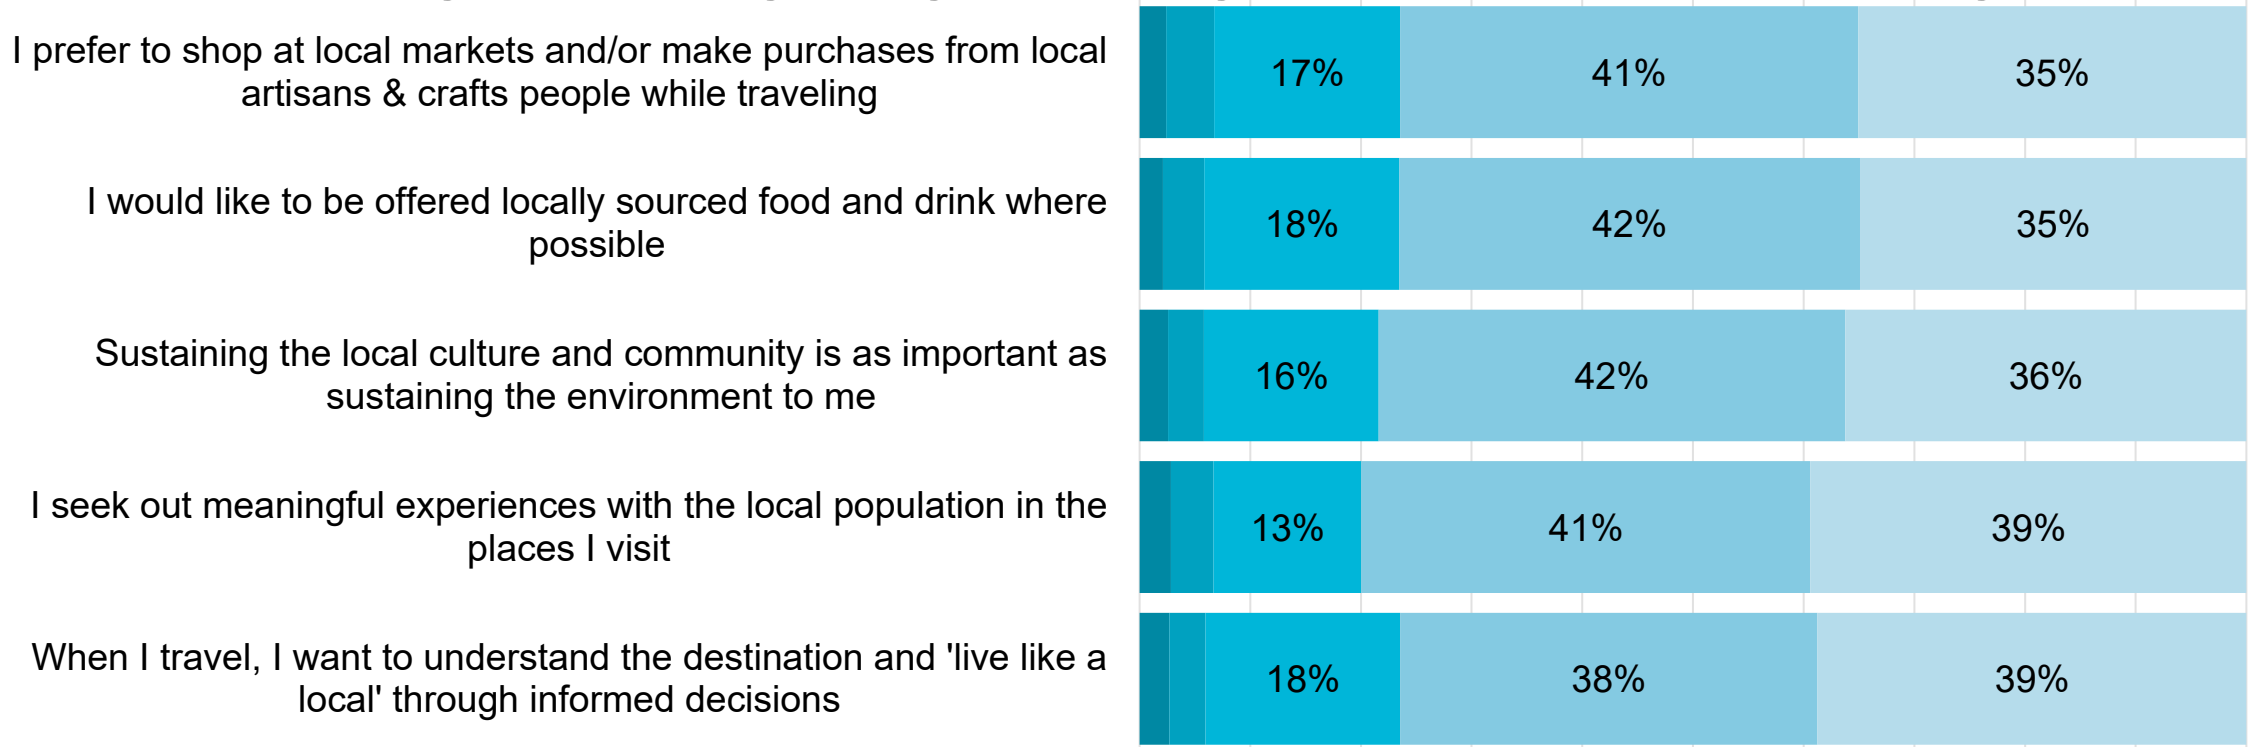 I prefer to shop at local markets and/or make purchases from local
artisans & crafts people while traveling
17% 41% 35%
I would like to be offered locally sourced food and drink where
possible
18% 42% 35%
Sustaining the local culture and community is as important as
sustaining the environment to me
16% 42% 36%
I seek out meaningful experiences with the local population in the
places I visit
13% 41% 39%
When I travel, I want to understand the destination and 'live like a
local' through informed decisions
18% 38% 39%